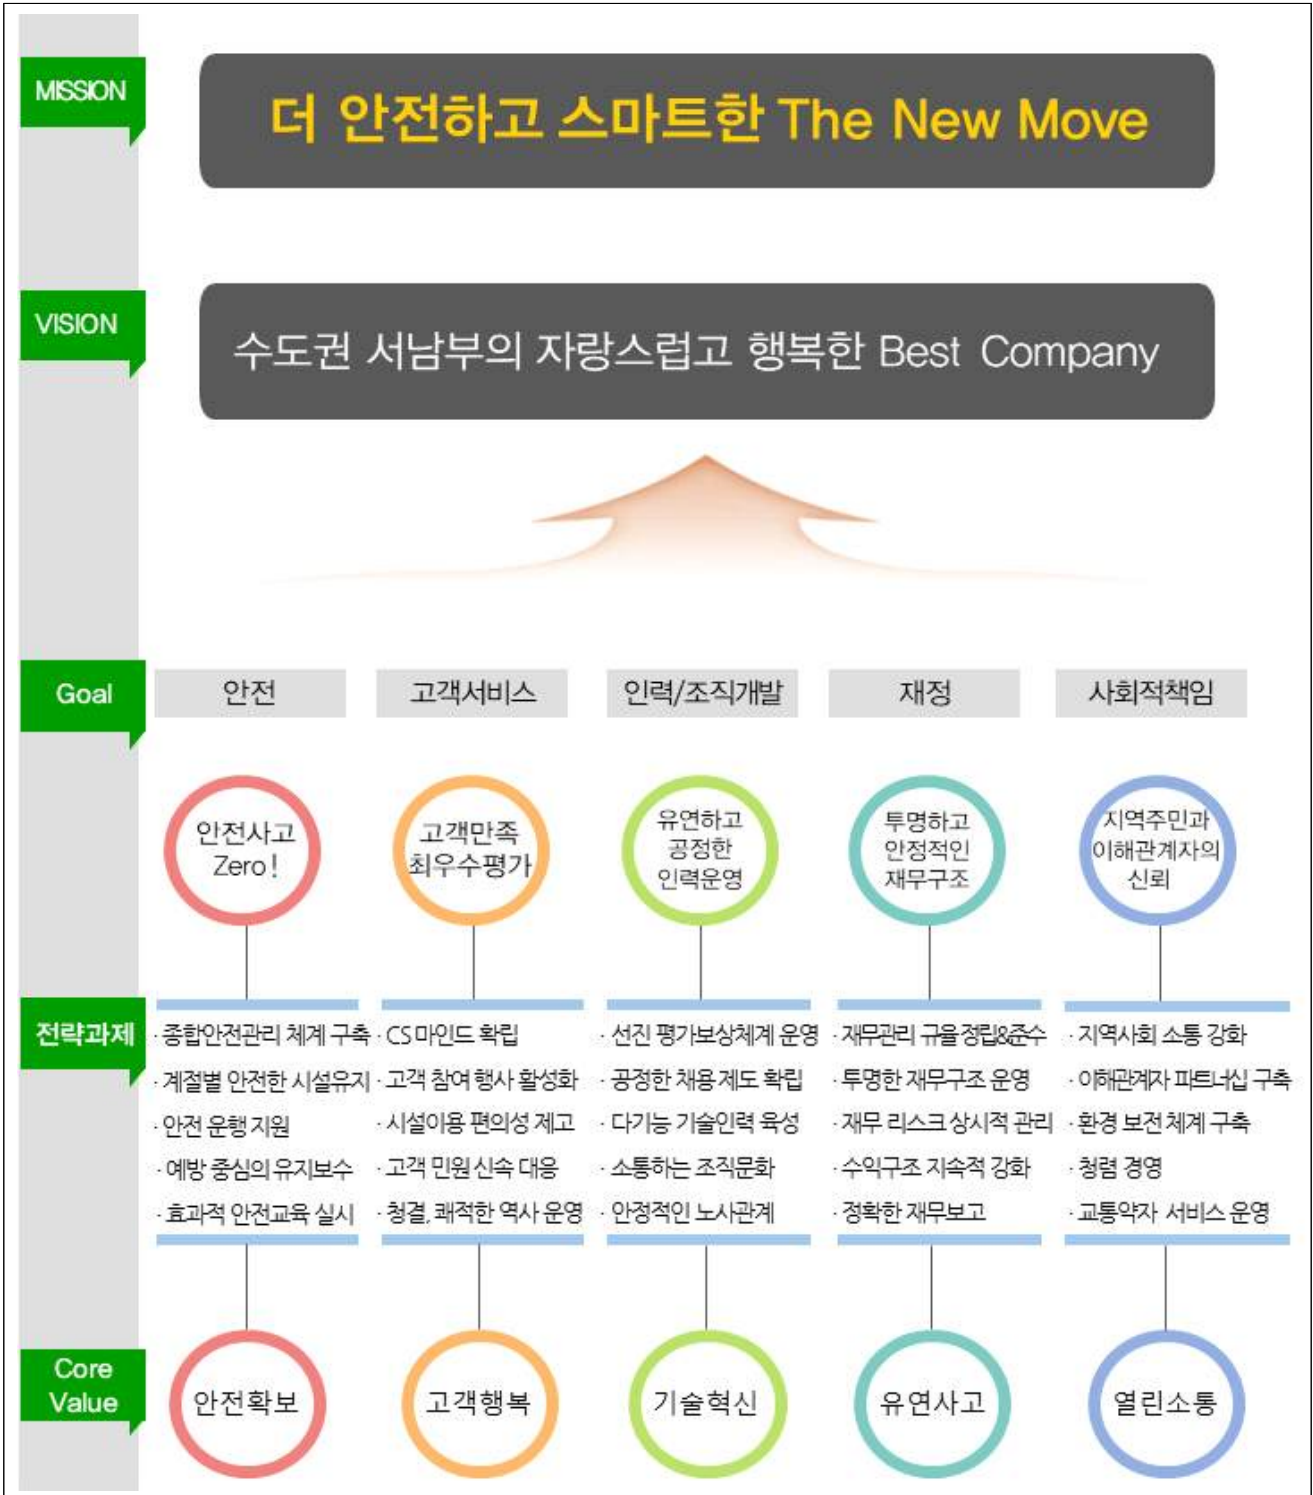 MISSION
더 안전하고 스마트한 The New Move
VISION
수도권 서남부의 자랑스럽고 행복한 Best Company
Goal
안전
고객서비스
인력/조직개발
재정
사회적책임
안전사고
Zero!
고객만족
최우수평가
유연하고
공정한
인력운영
투명하고
안정적인
재무구조
지역주민과
이해관계자의
신뢰
전략과제
· 종합안전관리 체계 구축
· 계절별 안전한 시설유지
· 안전 운행 지원
· 예방 중심의 유지보수
· 효과적 안전교육 실시
· CS마인드 확립
· 고객 참여 행사 활성화
· 시설이용 편의성 제고
· 고객 민원 신속 대응
· 청결, 쾌적한 역사 운영
· 선진 평가보상체계 운영
· 공정한 채용 제도 확립
· 다기능 기술인력 육성
· 소통하는 조직문화
· 안정적인 노사관계
· 재무관리 규율정립&준수
· 투명한 재무구조 운영
· 재무 리스크 상시적 관리
· 수익구조 지속적 강화
· 정확한 재무보고
· 지역사회 소통 강화
· 이해관계자 파트너십 구축
· 환경 보전 체계 구축
· 청렴 경영
· 교통약자 서비스 운영
Core
Value
안전확보
고객행복
기술혁신
유연사고
열린소통